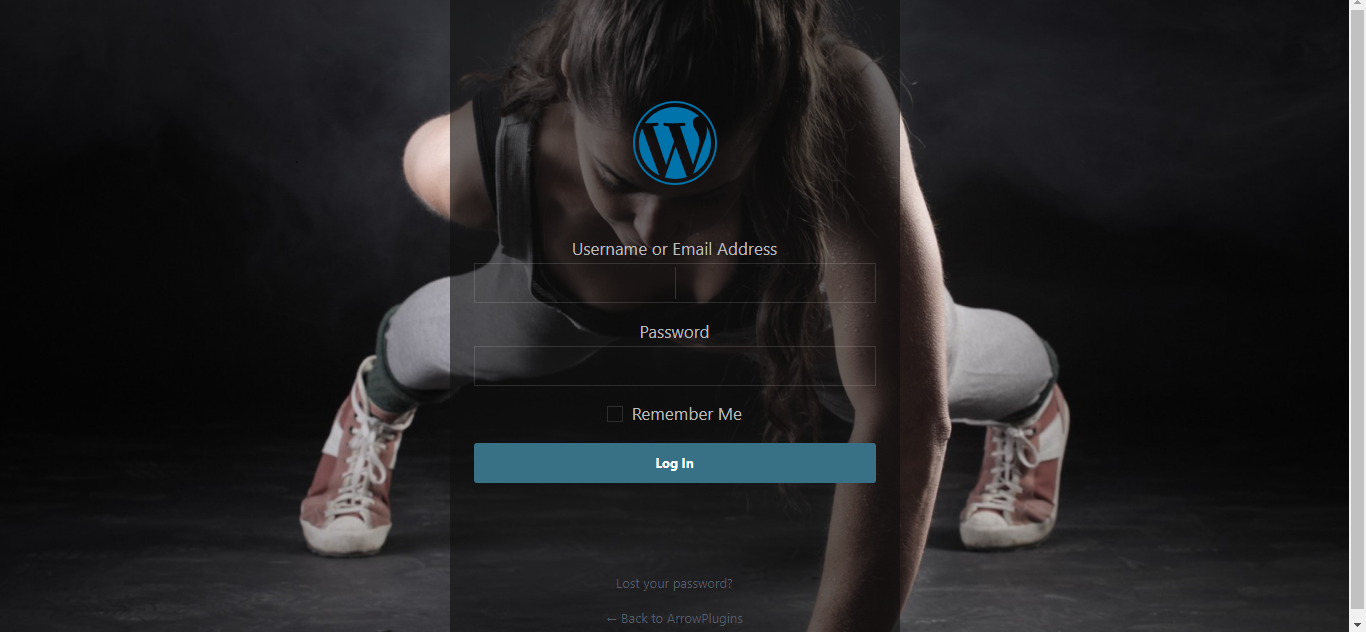 Username or Email Address
Password
Remember Me
Log In
Lost your password?
← Back to ArrowPlugins